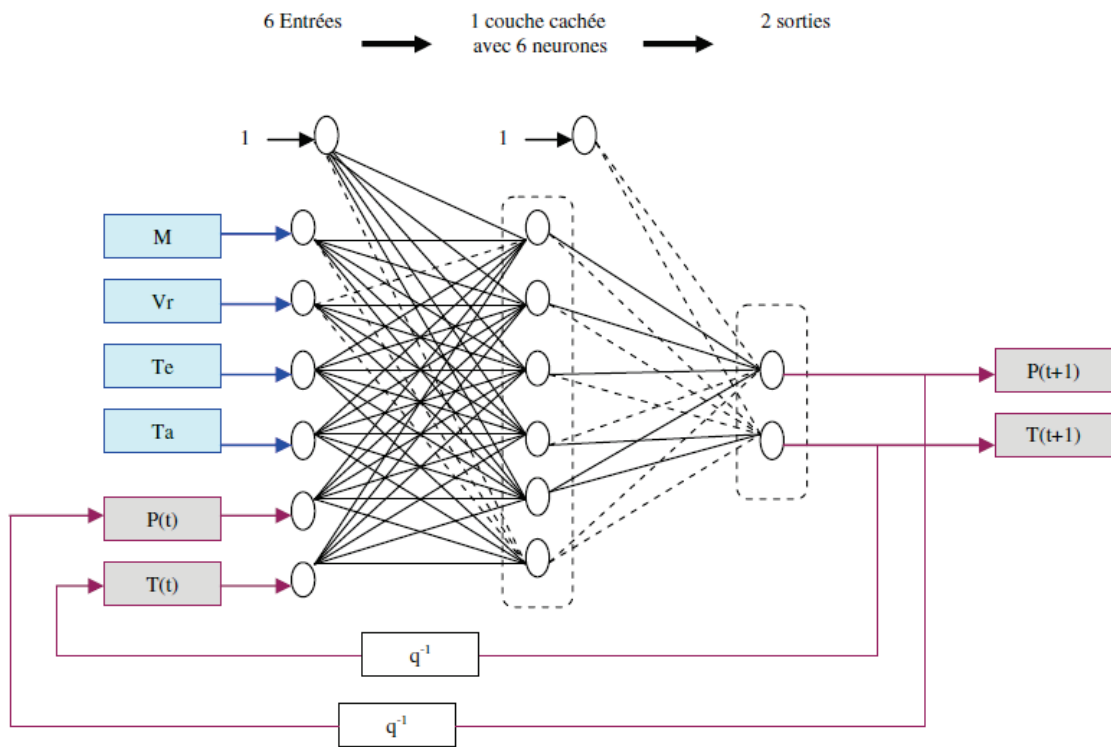 6 Entrées
1 couche cachée
avec 6 neurones
2 sorties
1
1
M
Vr
Te
Ta
P(t)
T(t)
P(t+1)
T(t+1)
q⁻¹
q⁻¹